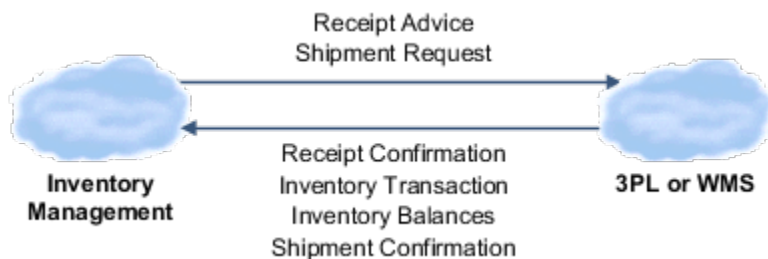 Receipt Advice
Shipment Request
Receipt Confirmation
Inventory Transaction
Inventory Balances
Shipment Confirmation
Inventory
Management
3PL or WMS